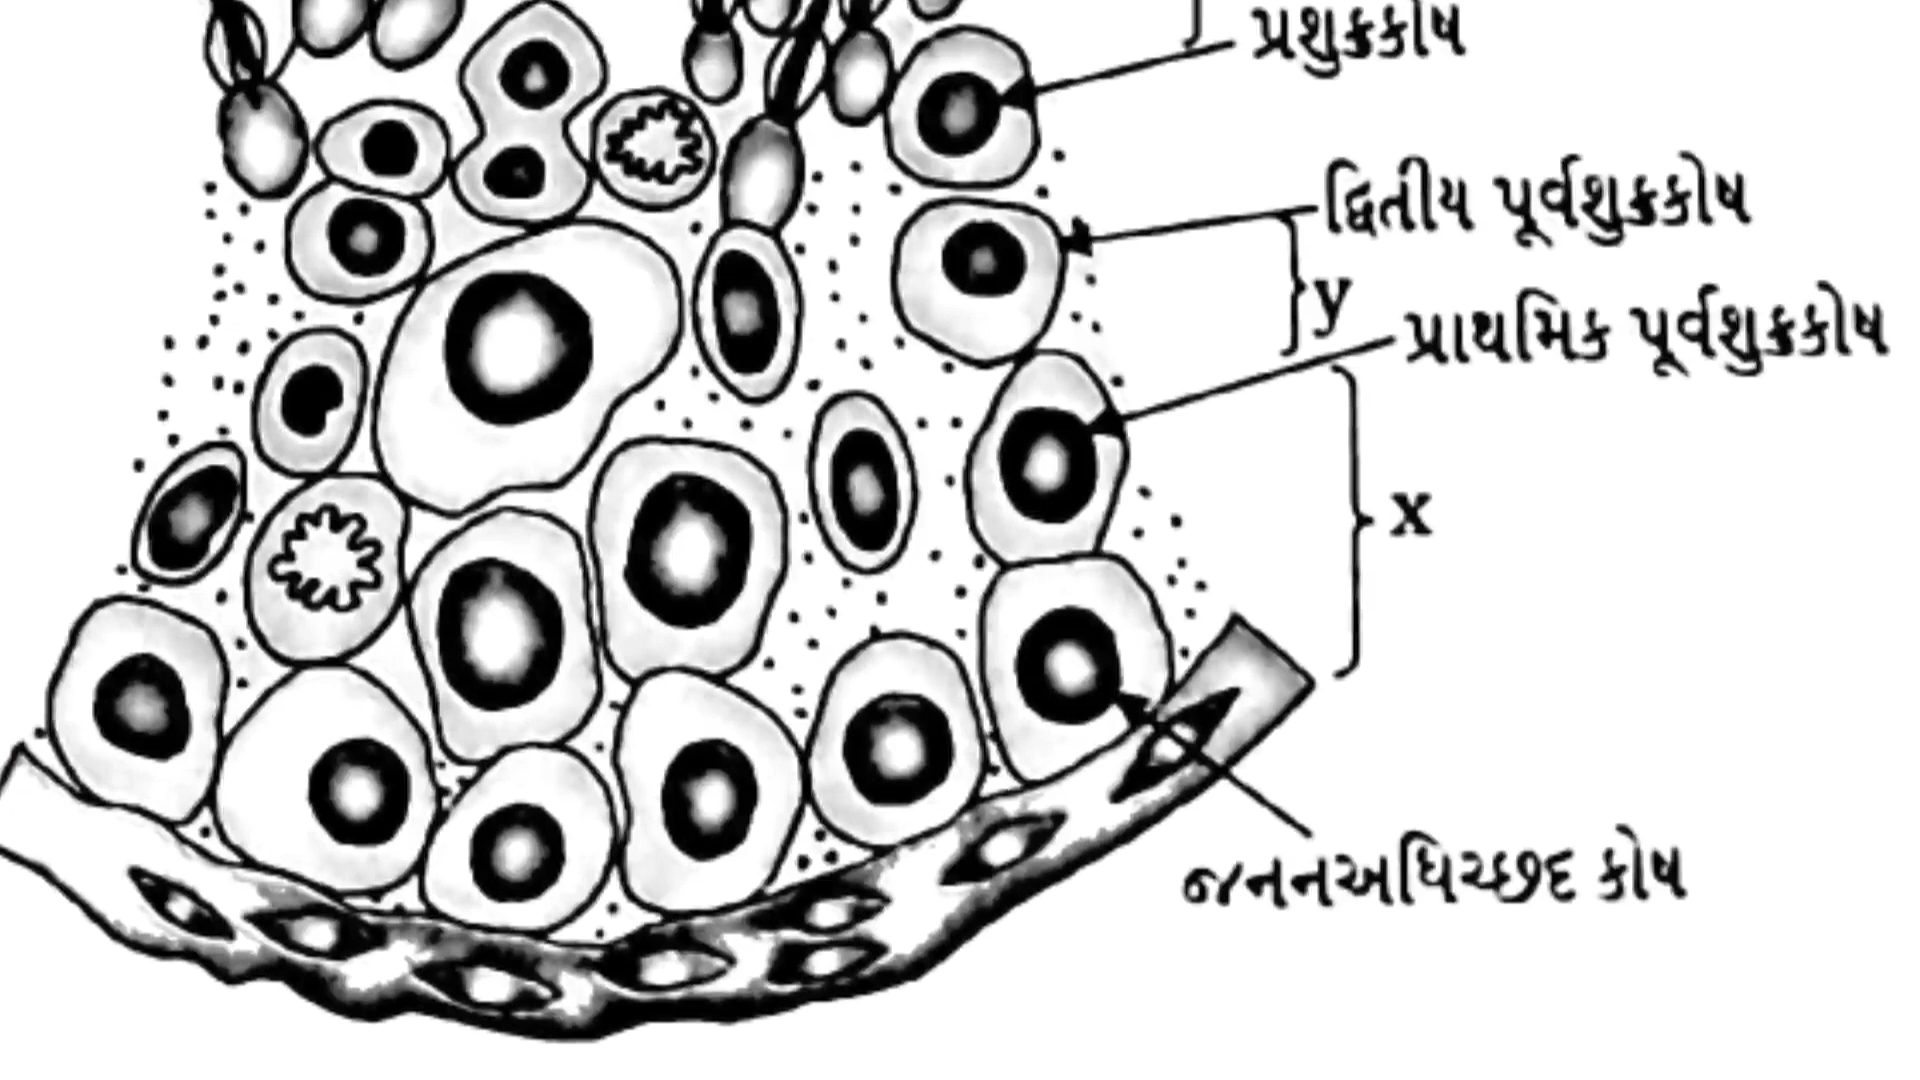 પ્રશુક્રકોષ
દ્વિતીય પૂર્વશુક્રકોષ
y
પ્રાથમિક પૂર્વશુક્રકોષ
x
જનનઅધિચ્છદ કોષ